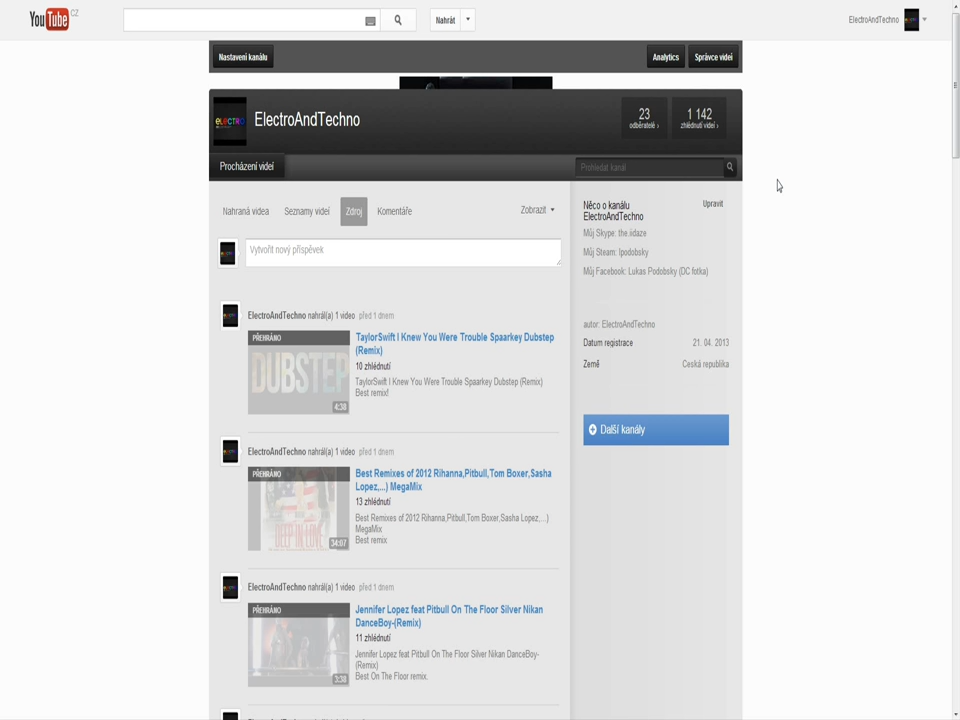 YouTube CZ
Nahrát
ElectroAndTechno
Nastavení kanálu
Analytics
Správce videí
ELECTRO
ElectroAndTechno
23
odběratelé ›
1 142
zhlédnutí videí ›
Procházení videí
Prohledat kanál
Nahraná videa
Seznamy videí
Zdroj
Komentáře
Zobrazit
Vytvořit nový příspěvek
ElectroAndTechno nahrál(a) 1 video před 1 dnem
PŘEHRÁNO
DUBSTEP
4:38
TaylorSwift I Knew You Were Trouble Spaarkey Dubstep
(Remix)
10 zhlédnutí
TaylorSwift I Knew You Were Trouble Spaarkey Dubstep (Remix)
Best remix!
ElectroAndTechno nahrál(a) 1 video před 1 dnem
PŘEHRÁNO
DEEP IN LOVE
34:07
Best Remixes of 2012 Rihanna,Pitbull,Tom Boxer,Sasha
Lopez,...) MegaMix
13 zhlédnutí
Best Remixes of 2012 Rihanna,Pitbull,Tom Boxer,Sasha Lopez,...)
MegaMix
Best remix
ElectroAndTechno nahrál(a) 1 video před 1 dnem
PŘEHRÁNO
3:38
Jennifer Lopez feat Pitbull On The Floor Silver Nikan
DanceBoy-(Remix)
11 zhlédnutí
Jennifer Lopez feat Pitbull On The Floor Silver Nikan DanceBoy-
(Remix)
Best On The Floor remix.
Něco o kanálu
ElectroAndTechno
Upravit
Můj Skype: the.iidaze
Můj Steam: Ipodobsky
Můj Facebook: Lukas Podobsky (DC fotka)
autor: ElectroAndTechno
Datum registrace
21. 04. 2013
Země
Česká republika
Další kanály